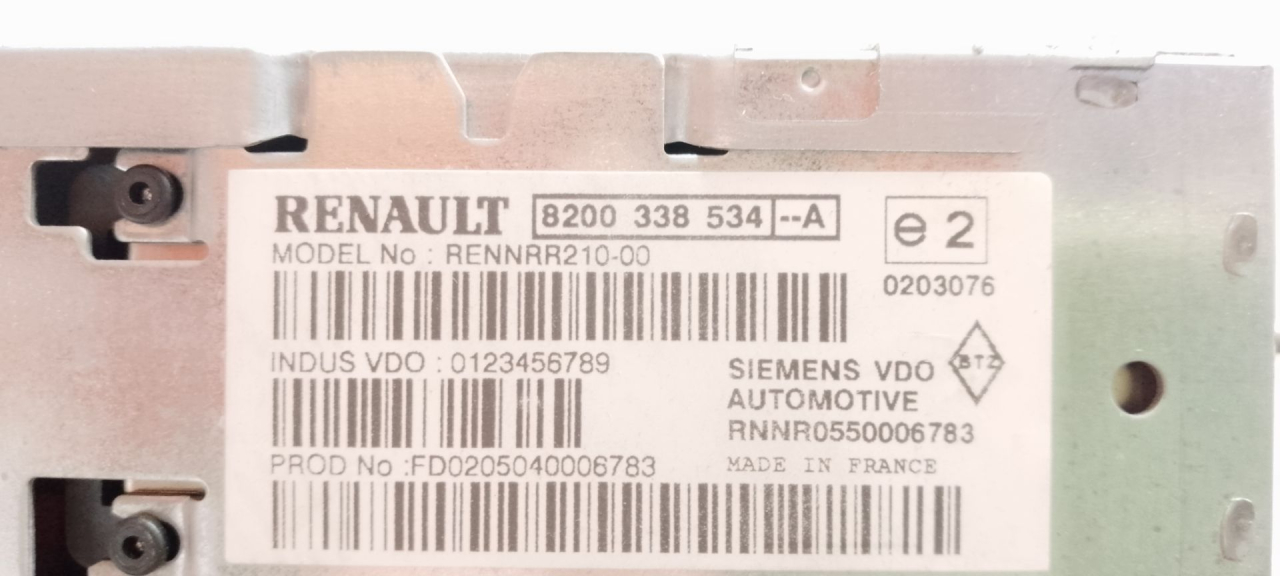 RENAULT 8200 338 534 --A
e 2
MODEL No : RENNRR210-00
0203076
INDUS VDO : 0123456789
SIEMENS VDO
BTZ
AUTOMOTIVE
RNNR0550006783
PROD No :FD0205040006783
MADE IN FRANCE